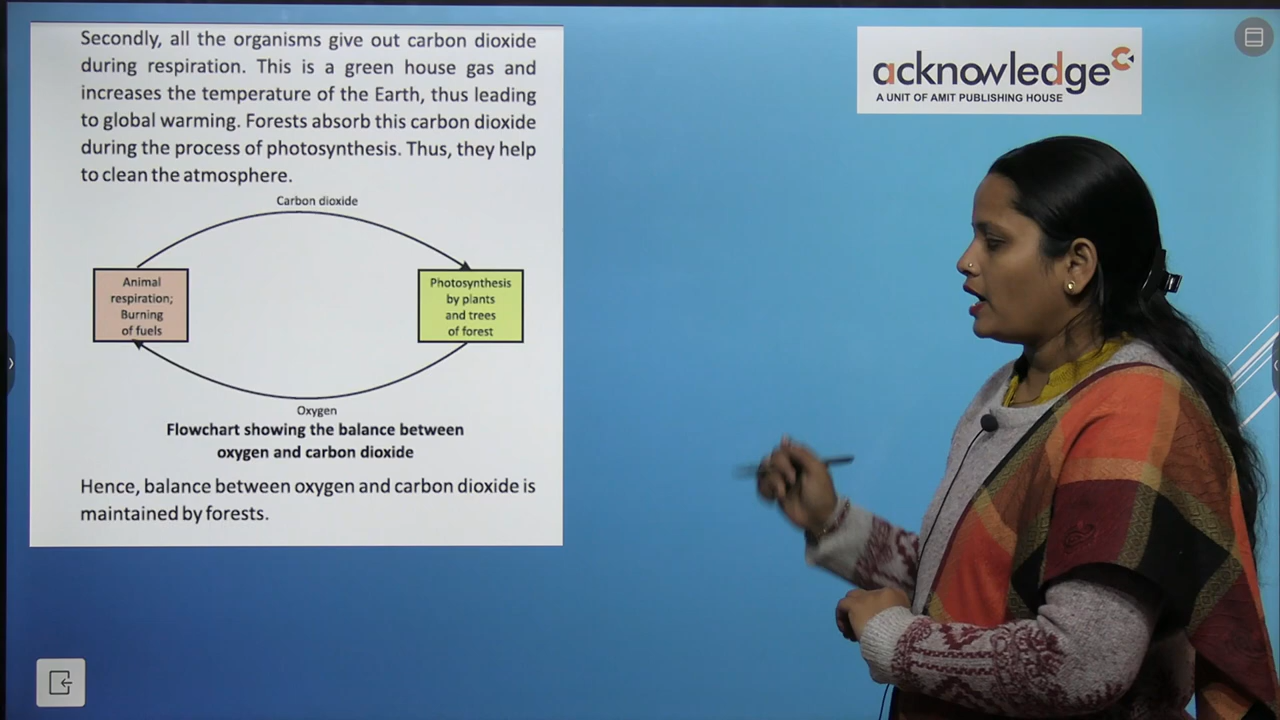 Secondly, all the organisms give out carbon dioxide
during respiration. This is a green house gas and
increases the temperature of the Earth, thus leading
to global warming. Forests absorb this carbon dioxide
during the process of photosynthesis. Thus, they help
to clean the atmosphere.
Carbon dioxide
Animal
respiration;
Burning
of fuels
Photosynthesis
by plants
and trees
of forest
Oxygen
Flowchart showing the balance between
oxygen and carbon dioxide
Hence, balance between oxygen and carbon dioxide is
maintained by forests.
acknowledge
A UNIT OF AMIT PUBLISHING HOUSE